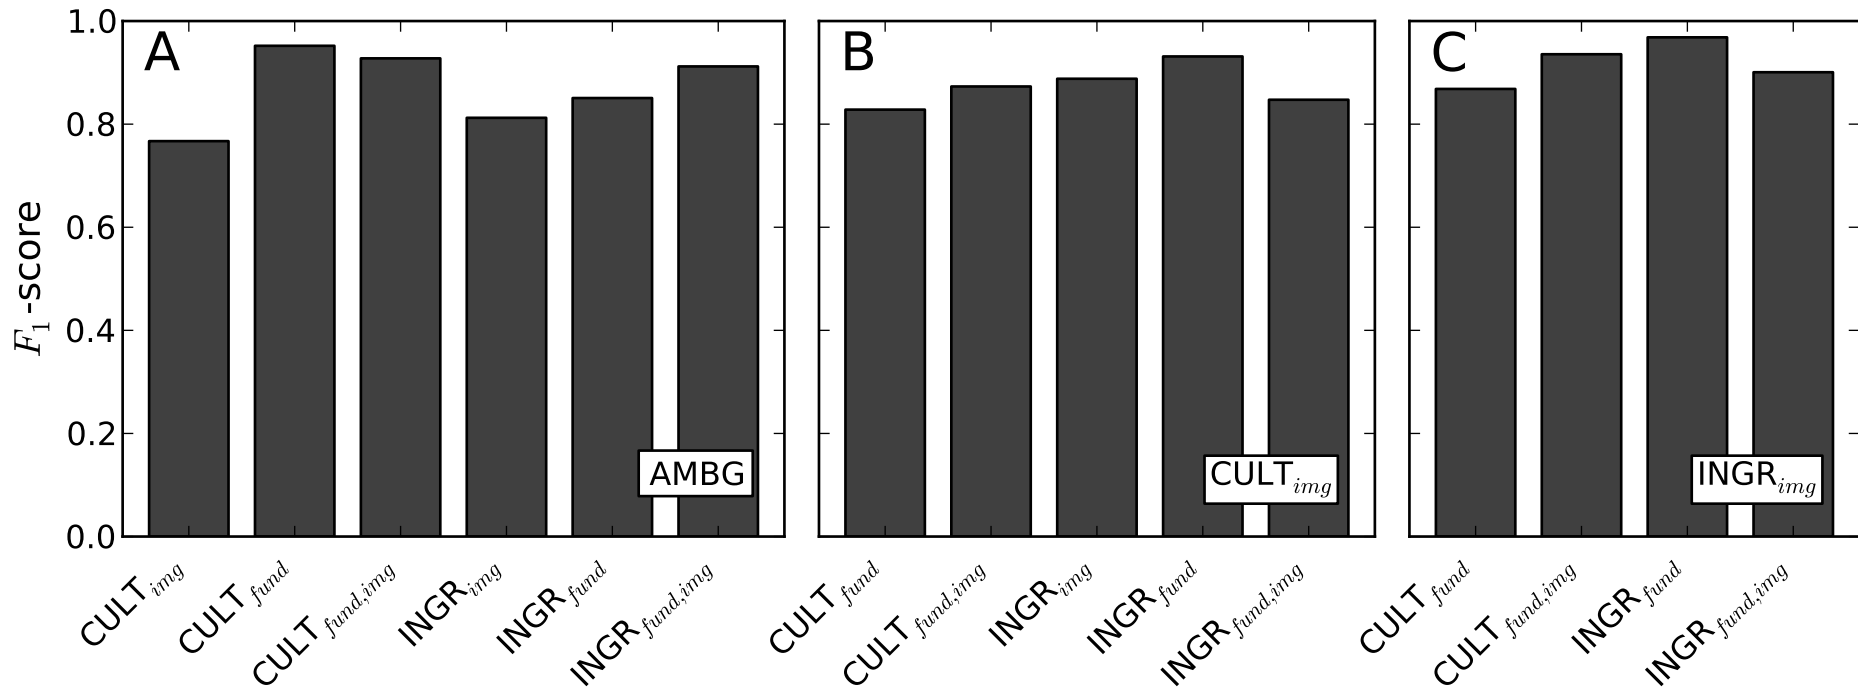 1.0
0.8
0.6
0.4
0.2
0.0
F1-score
A
AMBG
CULTimg
CULTfund
CULTfund,img
INGRimg
INGRfund
INGRfund,img
B
CULTimg
CULTfund
CULTfund,img
INGRimg
INGRfund
INGRfund,img
C
INGRimg
CULTfund
CULTfund,img
INGRfund
INGRfund,img